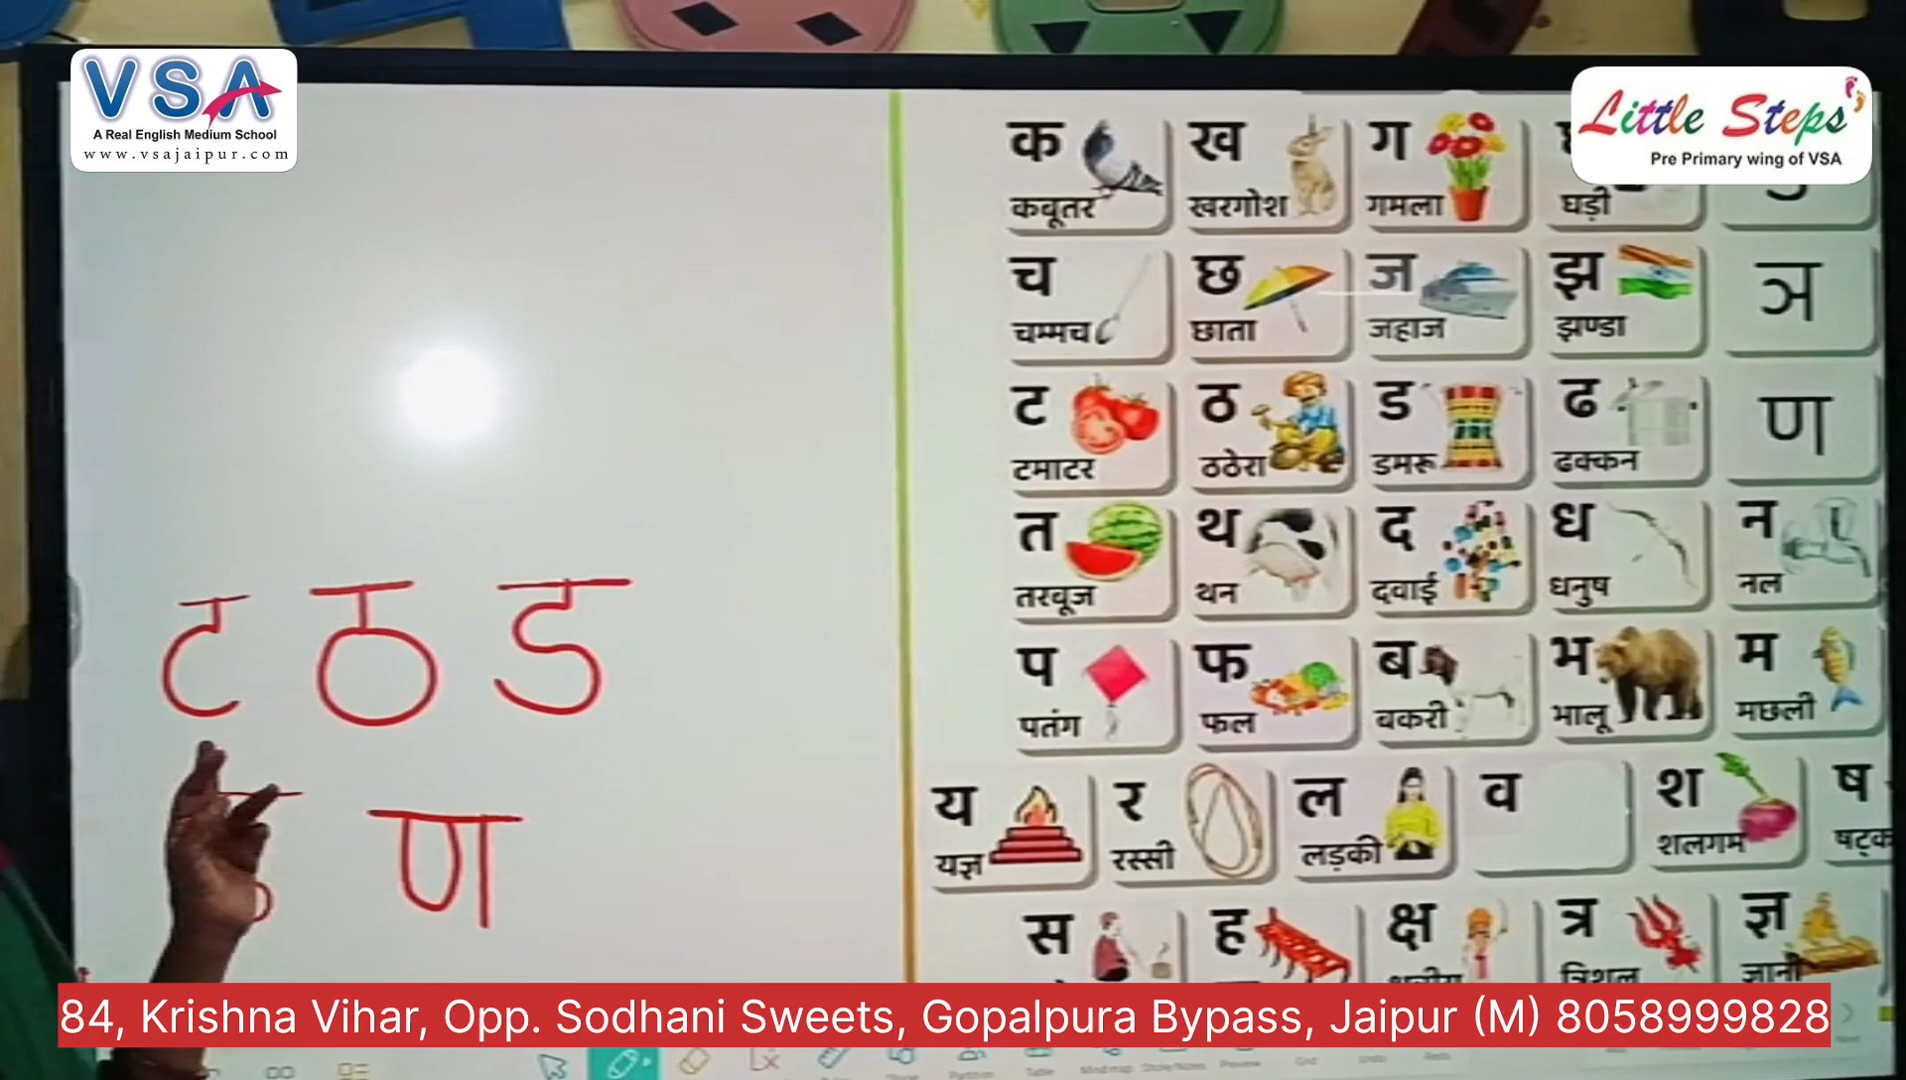 VSA
A Real English Medium School
www.vsajaipur.com
Little Steps
Pre Primary wing of VSA
क ख ग
कबूतर खरगोश गमला घड़ी
च छ ज झ ञ
चम्मच छाता जहाज झण्डा
ट ठ ड ढ ण
टमाटर ठठेरा डमरू ढक्कन
त थ द ध न
तरबूज थन दवाई धनुष नल
प फ ब भ म
पतंग फल बकरी भालू मछली
य र ल व श ष
यज्ञ रस्सी लड़की शलगम
स ह क्ष त्र ज्ञ
त्रिशूल ज्ञानी
ट ठ ड
ण
84, Krishna Vihar, Opp. Sodhani Sweets, Gopalpura Bypass, Jaipur (M) 8058999828